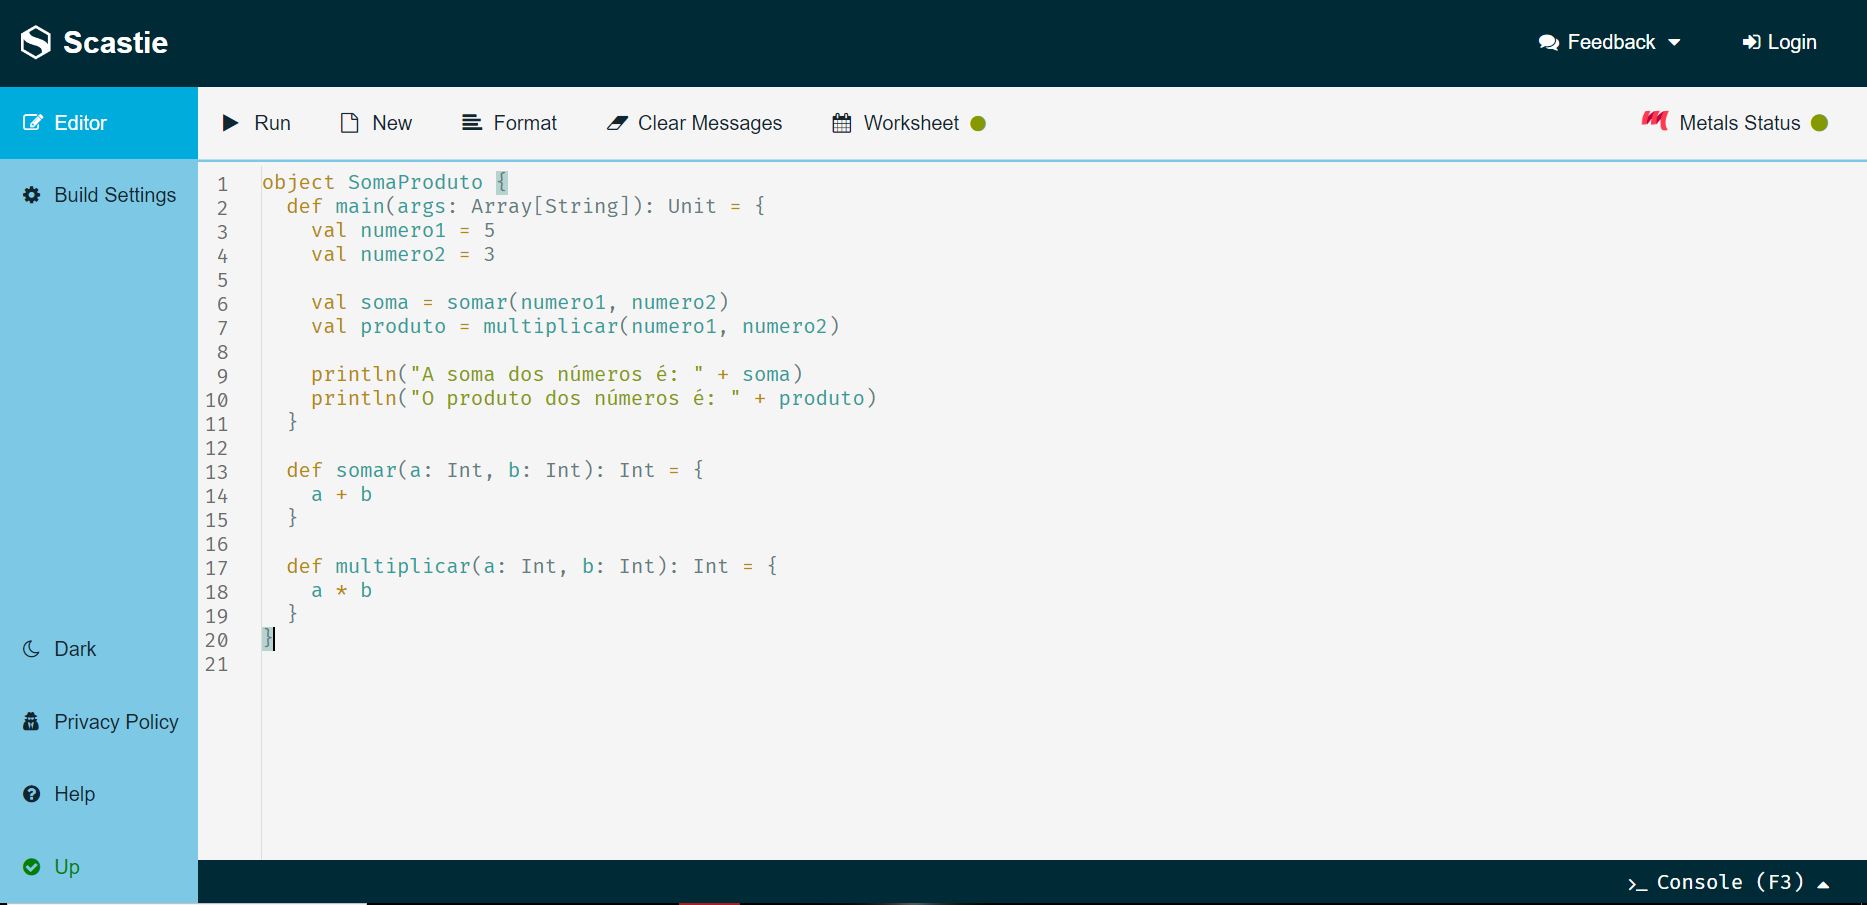 Scastie
Feedback
Login
Editor
Run
New
Format
Clear Messages
Worksheet
Metals Status
Build Settings
Dark
Privacy Policy
Help
Up
1 object SomaProduto {
2   def main(args: Array[String]): Unit = {
3     val numero1 = 5
4     val numero2 = 3
5
6     val soma = somar(numero1, numero2)
7     val produto = multiplicar(numero1, numero2)
8
9     println("A soma dos números é: " + soma)
10     println("O produto dos números é: " + produto)
11   }
12
13   def somar(a: Int, b: Int): Int = {
14     a + b
15   }
16
17   def multiplicar(a: Int, b: Int): Int = {
18     a * b
19   }
20 }
21
>_ Console (F3)